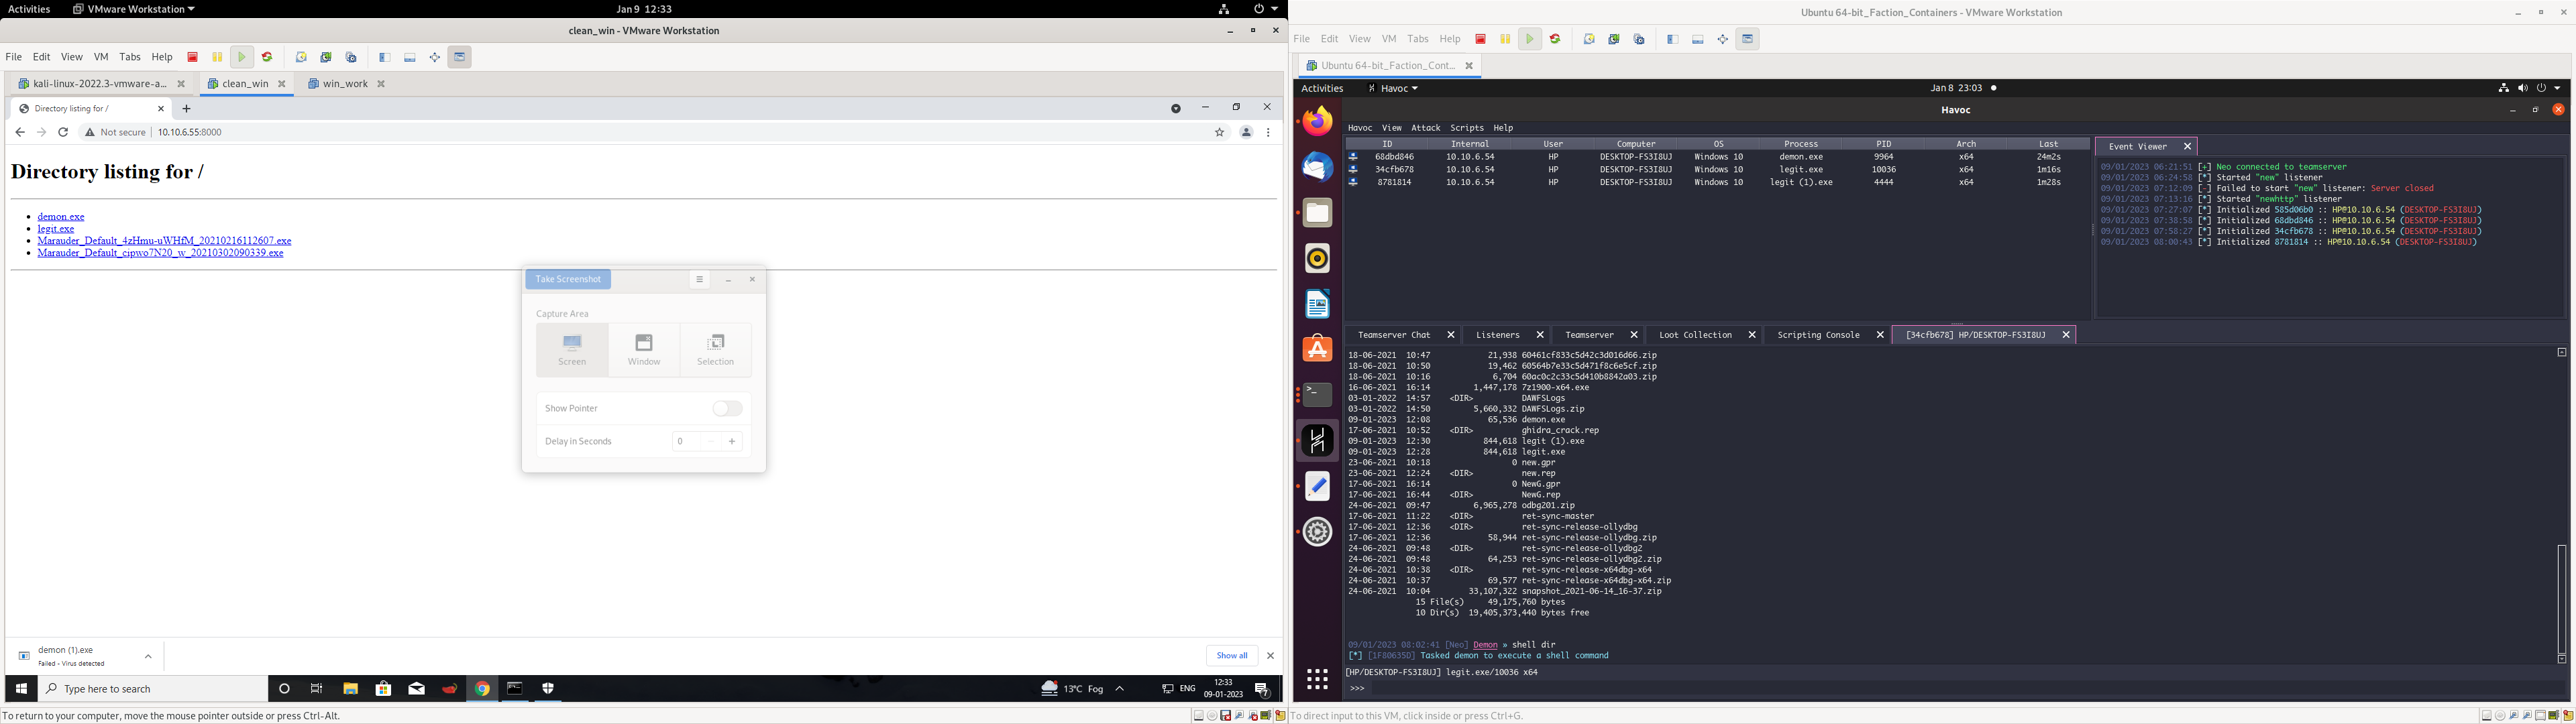 Activities VMware Workstation Jan 9 12:33
clean_win - VMware Workstation
File Edit View VM Tabs Help
kali-linux-2022.3-vmware-a... clean_win win_work
Directory listing for /
Not secure 10.10.6.55:8000
Directory listing for /
demon.exe
legit.exe
Marauder_Default_4zHmu-uWHfM_20210216112607.exe
Marauder_Default_cipwo7N20_w_20210302090339.exe
Take Screenshot
Capture Area
Screen Window Selection
Show Pointer
Delay in Seconds 0
demon (1).exe
Failed - Virus detected
Show all
Type here to search
13°C Fog
ENG
12:33
09-01-2023
7
To return to your computer, move the mouse pointer outside or press Ctrl-Alt.
Ubuntu 64-bit_Faction_Containers - VMware Workstation
File Edit View VM Tabs Help
Ubuntu 64-bit_Faction_Cont...
Activities Havoc Jan 8 23:03
Havoc
Havoc View Attack Scripts Help
ID Internal User Computer OS Process PID Arch Last
68dbd846 10.10.6.54 HP DESKTOP-FS3I8UJ Windows 10 demon.exe 9964 x64 24m2s
34cfb678 10.10.6.54 HP DESKTOP-FS3I8UJ Windows 10 legit.exe 10036 x64 1m16s
8781814 10.10.6.54 HP DESKTOP-FS3I8UJ Windows 10 legit (1).exe 4444 x64 1m28s
Event Viewer
09/01/2023 06:21:51 [+] Neo connected to teamserver
09/01/2023 06:24:58 [*] Started "new" listener
09/01/2023 07:12:09 [-] Failed to start "new" listener: Server closed
09/01/2023 07:13:16 [*] Started "newhttp" listener
09/01/2023 07:27:07 [*] Initialized 585d06b0 :: HP@10.10.6.54 (DESKTOP-FS3I8UJ)
09/01/2023 07:38:58 [*] Initialized 68dbd846 :: HP@10.10.6.54 (DESKTOP-FS3I8UJ)
09/01/2023 07:58:27 [*] Initialized 34cfb678 :: HP@10.10.6.54 (DESKTOP-FS3I8UJ)
09/01/2023 08:00:43 [*] Initialized 8781814 :: HP@10.10.6.54 (DESKTOP-FS3I8UJ)
Teamserver Chat Listeners Teamserver Loot Collection Scripting Console [34cfb678] HP/DESKTOP-FS3I8UJ
18-06-2021 10:47 21,938 60461cf833c5d42c3d016d66.zip
18-06-2021 10:50 19,462 60564b7e33c5d471f8c6e5cf.zip
18-06-2021 10:16 6,704 60ac0c2c33c5d410b8842a03.zip
16-06-2021 16:14 1,447,178 7z1900-x64.exe
03-01-2022 14:57 <DIR> DAWFSLogs
03-01-2022 14:50 5,660,332 DAWFSLogs.zip
09-01-2023 12:08 65,536 demon.exe
17-06-2021 10:52 <DIR> ghidra_crack.rep
09-01-2023 12:30 844,618 legit (1).exe
09-01-2023 12:28 844,618 legit.exe
23-06-2021 10:18 0 new.gpr
23-06-2021 12:24 <DIR> new.rep
17-06-2021 16:14 0 NewG.gpr
17-06-2021 16:44 <DIR> NewG.rep
24-06-2021 09:47 6,965,278 odbg201.zip
17-06-2021 11:22 <DIR> ret-sync-master
17-06-2021 12:36 <DIR> ret-sync-release-ollydbg
17-06-2021 12:36 58,944 ret-sync-release-ollydbg.zip
24-06-2021 09:48 <DIR> ret-sync-release-ollydbg2
24-06-2021 09:48 64,253 ret-sync-release-ollydbg2.zip
24-06-2021 10:38 <DIR> ret-sync-release-x64dbg-x64
24-06-2021 10:37 69,577 ret-sync-release-x64dbg-x64.zip
24-06-2021 10:04 33,107,322 snapshot_2021-06-14_16-37.zip
15 File(s) 49,175,760 bytes
10 Dir(s) 19,405,373,440 bytes free
09/01/2023 08:02:41 [Neo] Demon » shell dir
[*] [1F80635D] Tasked demon to execute a shell command
[HP/DESKTOP-FS3I8UJ] legit.exe/10036 x64
>>>
To direct input to this VM, click inside or press Ctrl+G.